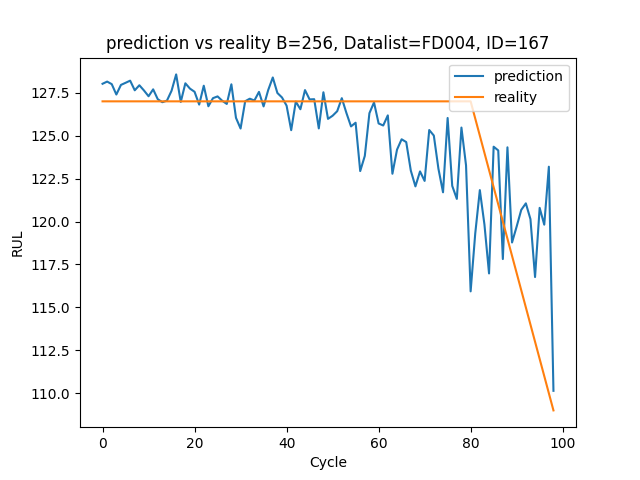 prediction vs reality B=256, Datalist=FD004, ID=167
prediction
reality
RUL
127.5
125.0
122.5
120.0
117.5
115.0
112.5
110.0
0 20 40 60 80 100
Cycle